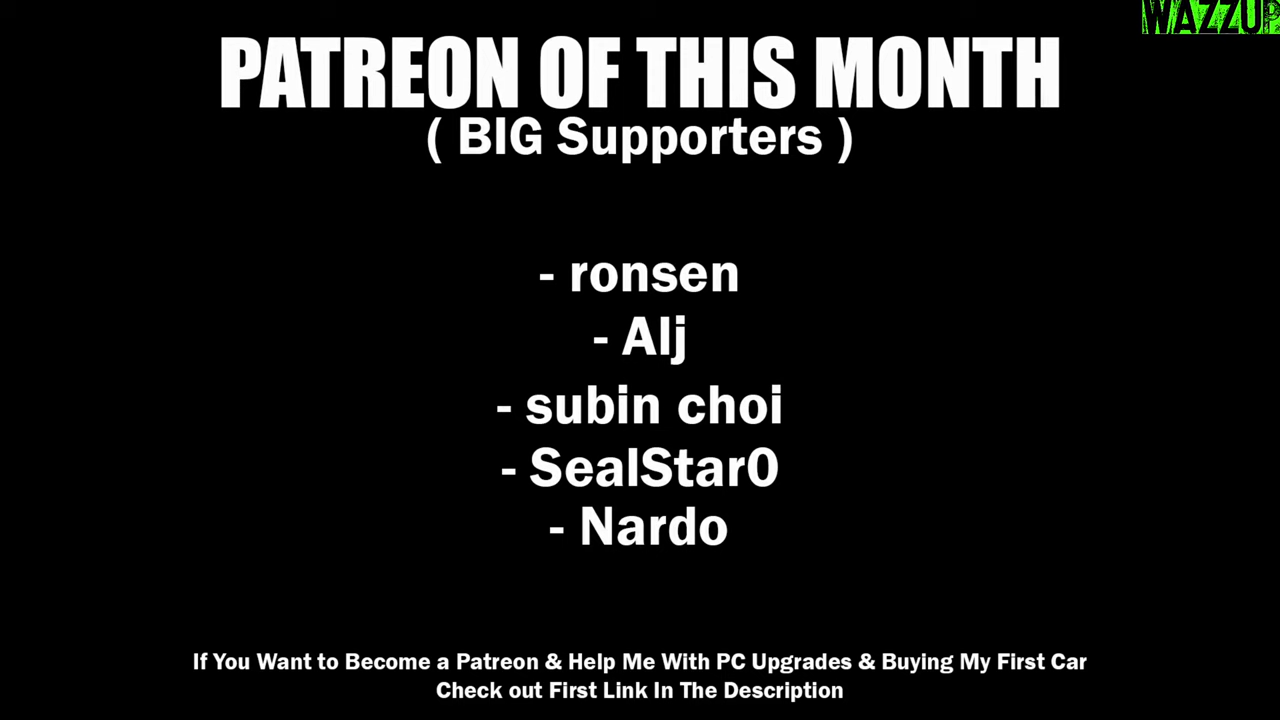 WAZZUP
PATREON OF THIS MONTH
( BIG Supporters )
- ronsen
- Alj
- subin choi
- SealStar0
- Nardo
If You Want to Become a Patreon & Help Me With PC Upgrades & Buying My First Car
Check out First Link In The Description